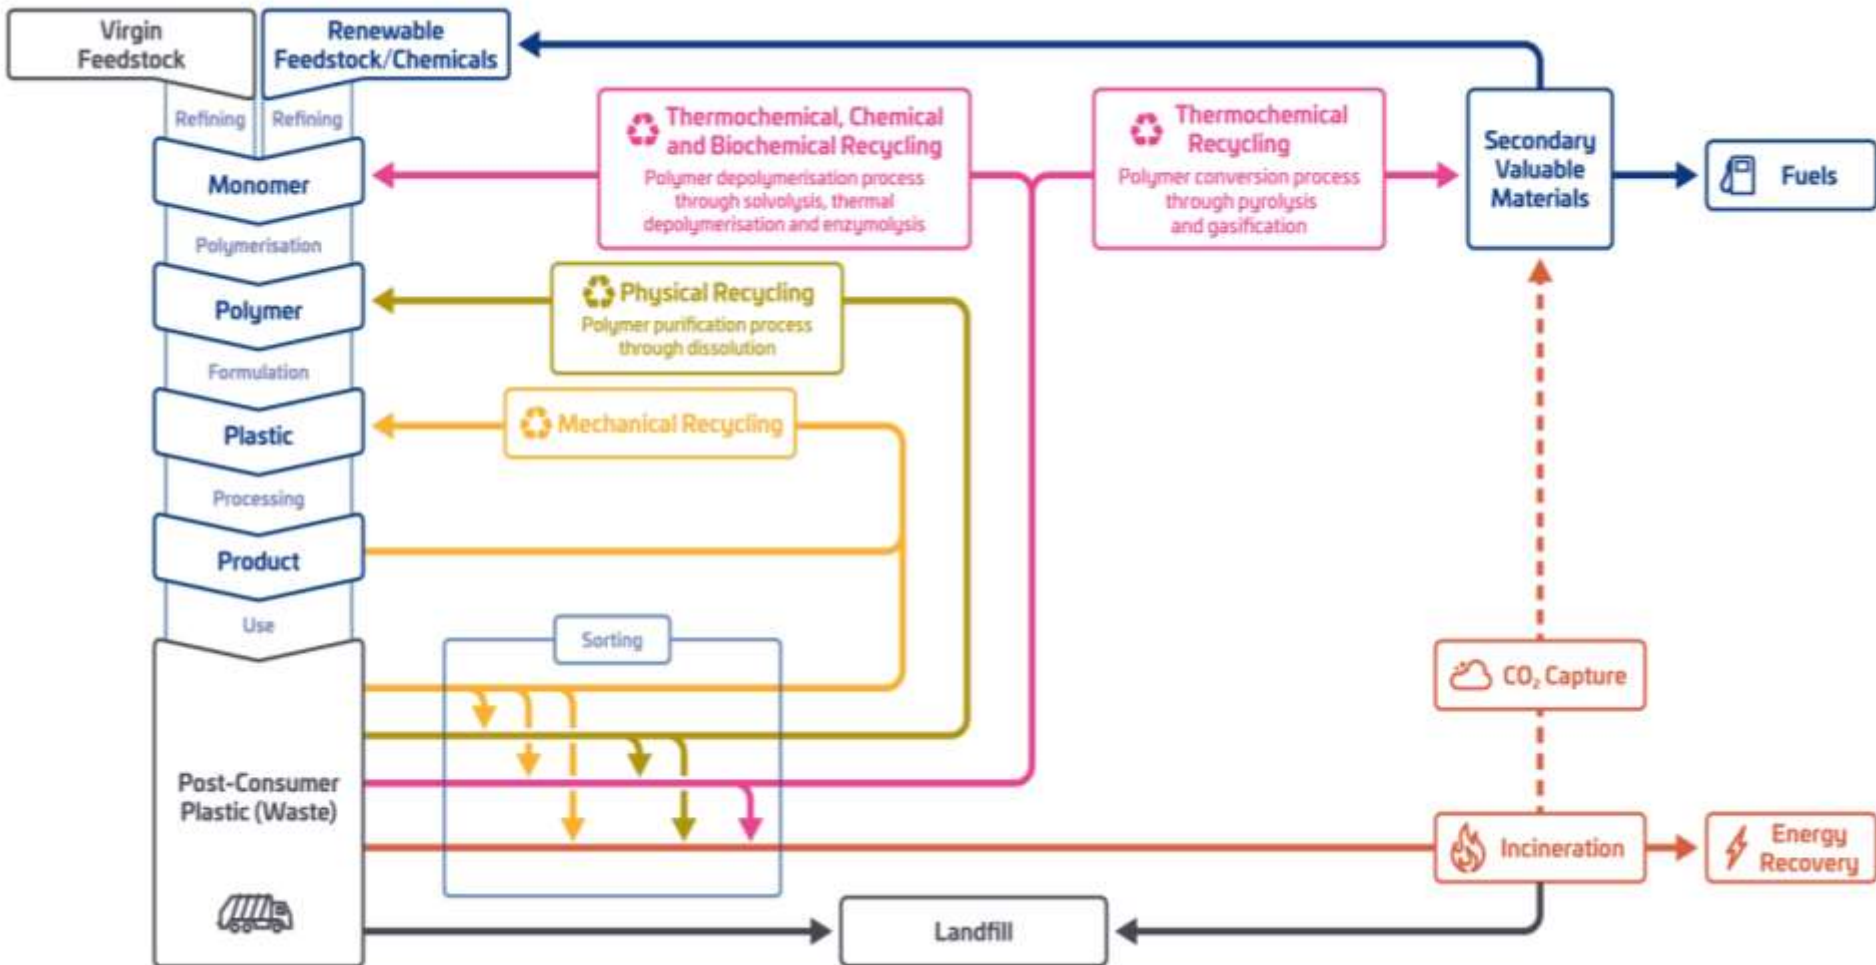 Virgin
Feedstock
Renewable
Feedstock/Chemicals
Refining
Refining
Monomer
Polymerisation
Polymer
Formulation
Plastic
Processing
Product
Use
Post-Consumer
Plastic (Waste)
Thermochemical, Chemical
and Biochemical Recycling
Polymer depolymerisation process
through solvolysis, thermal
depolymerisation and enzymolysis
Thermochemical
Recycling
Polymer conversion process
through pyrolysis
and gasification
Secondary
Valuable
Materials
Fuels
Physical Recycling
Polymer purification process
through dissolution
Mechanical Recycling
Sorting
CO₂ Capture
Incineration
Energy
Recovery
Landfill